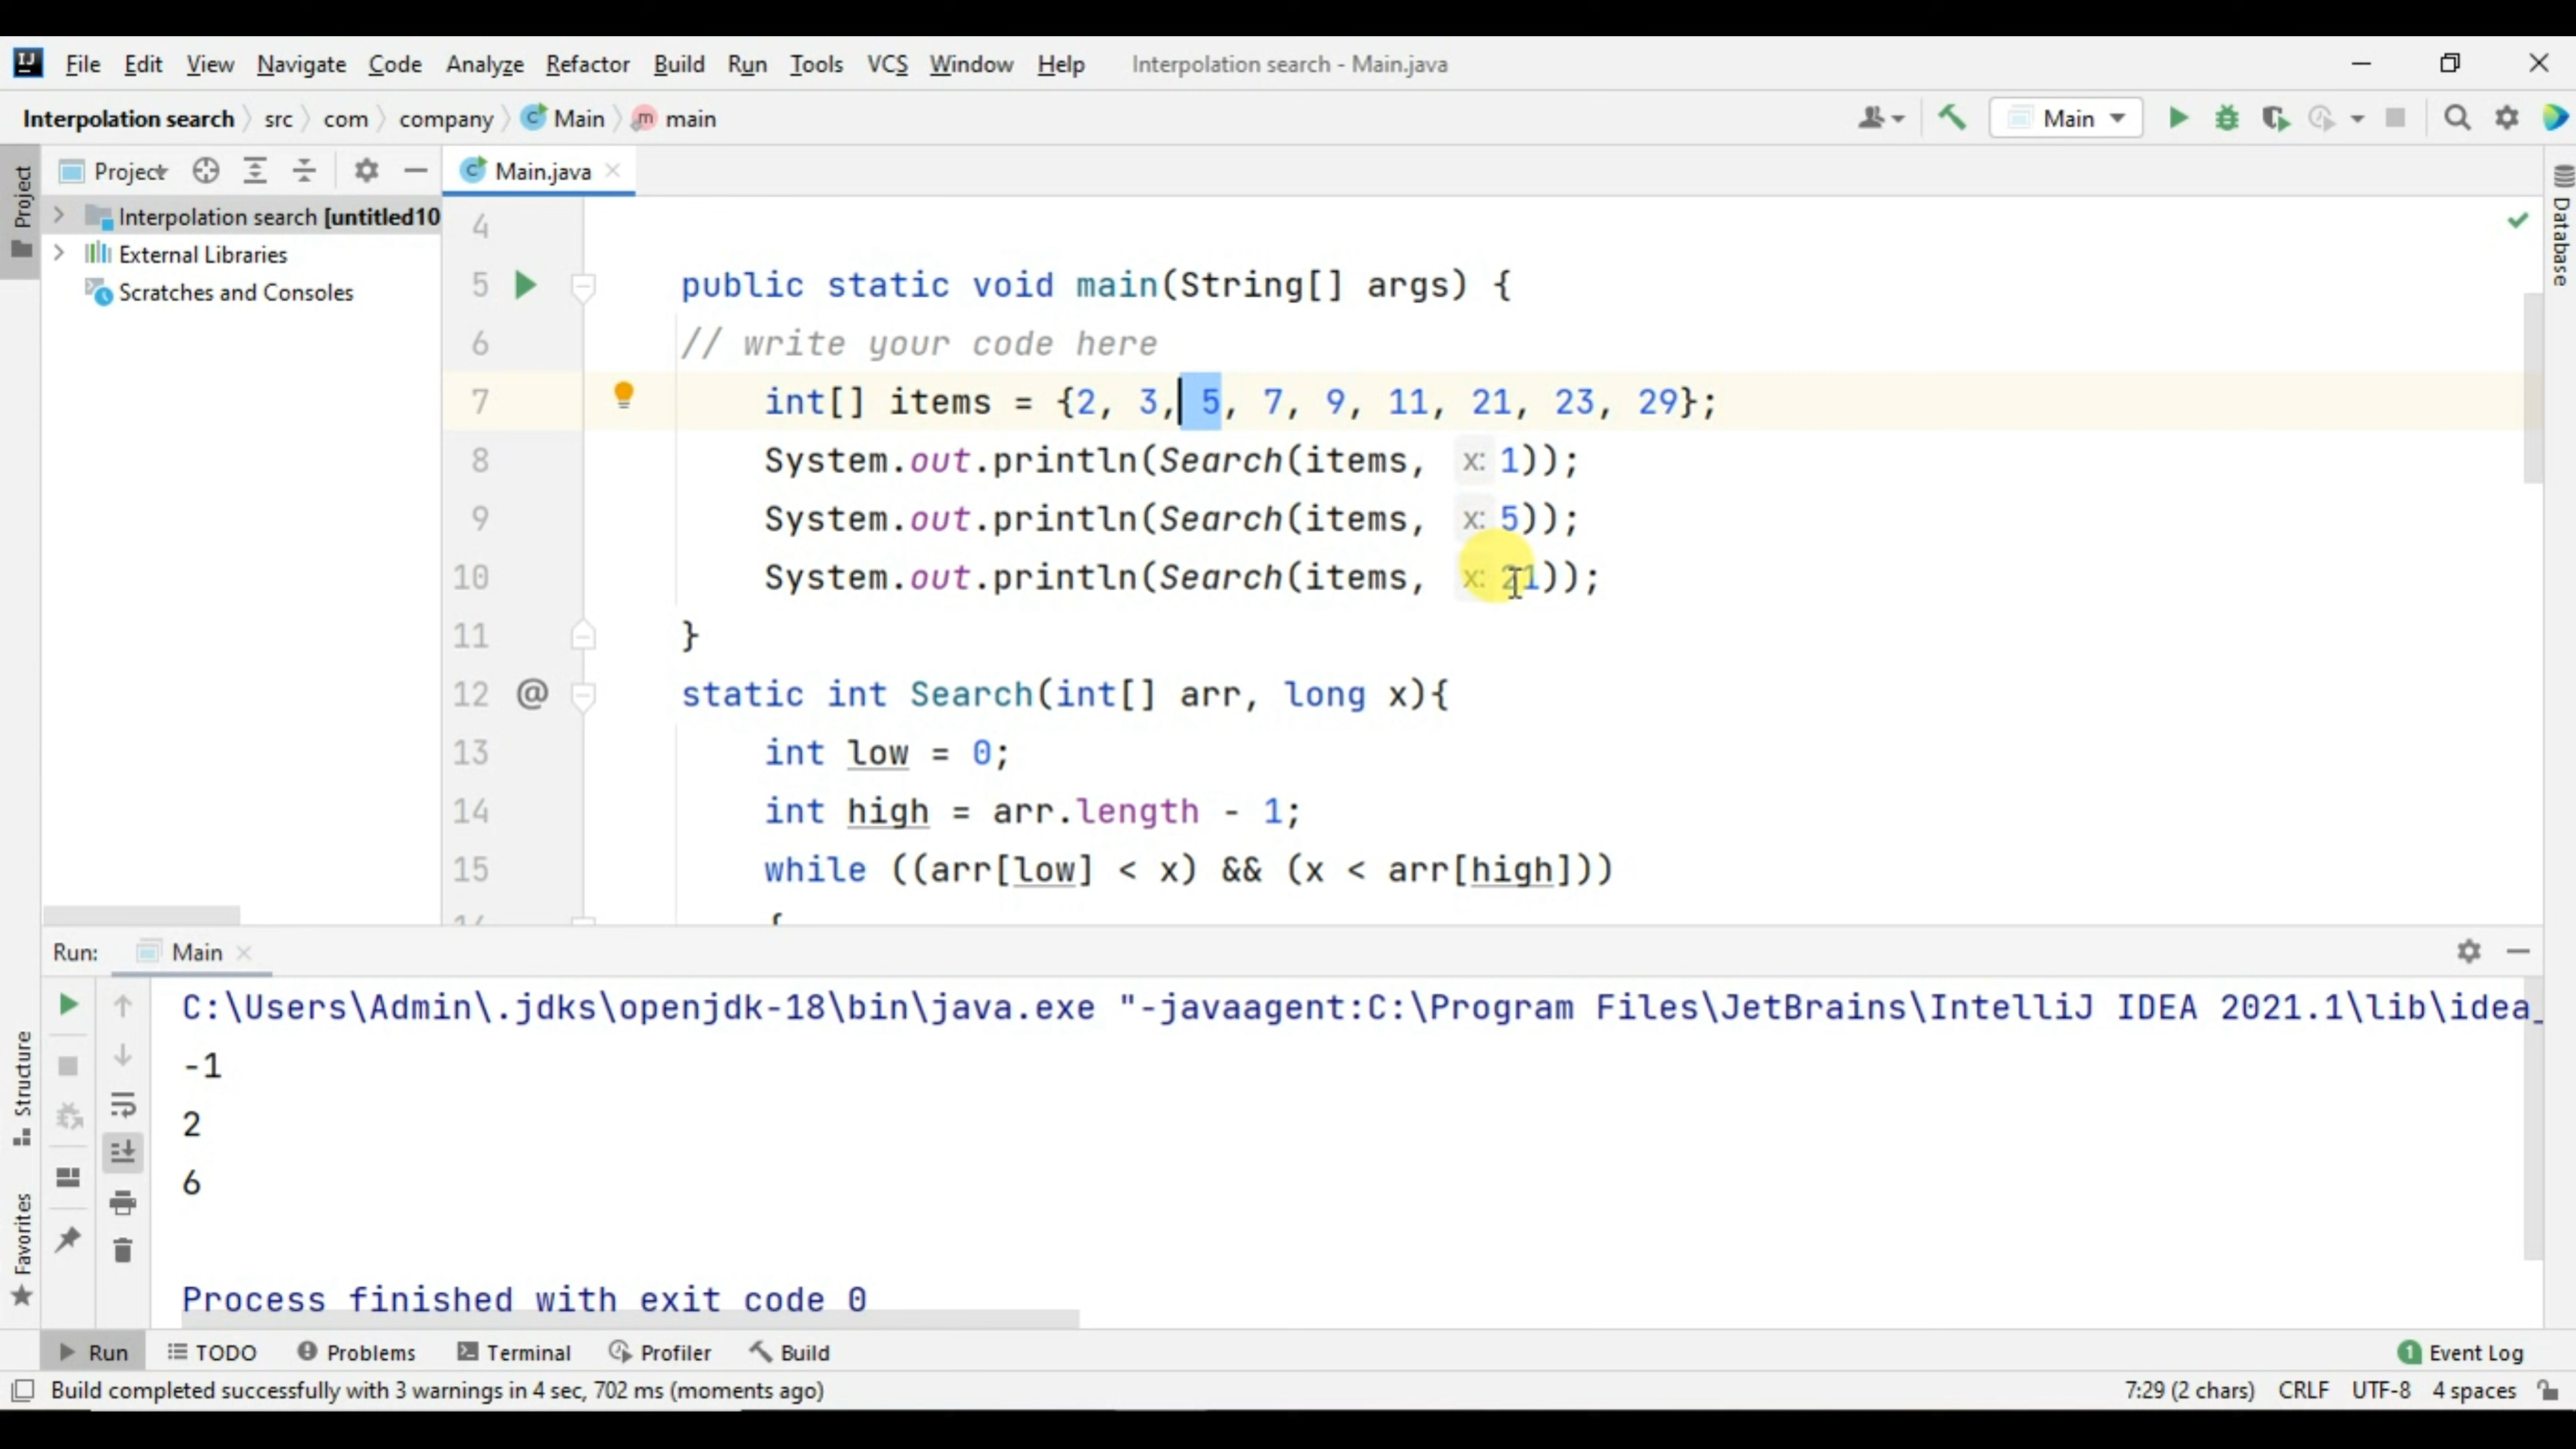 File Edit View Navigate Code Analyze Refactor Build Run Tools VCS Window Help Interpolation search - Main.java
Interpolation search src com company Main main Main
Project Project Main.java Database
Interpolation search [untitled10
External Libraries
Scratches and Consoles
4
5 public static void main(String[] args) {
6 // write your code here
7 int[] items = {2, 3, 5, 7, 9, 11, 21, 23, 29};
8 System.out.println(Search(items, x: 1));
9 System.out.println(Search(items, x: 5));
10 System.out.println(Search(items, x: 21));
11 }
12 @ static int Search(int[] arr, long x){
13 int low = 0;
14 int high = arr.length - 1;
15 while ((arr[low] < x) && (x < arr[high]))
{
Run: Main
C:\Users\Admin\.jdks\openjdk-18\bin\java.exe "-javaagent:C:\Program Files\JetBrains\IntelliJ IDEA 2021.1\lib\idea_
-1
2
6
Process finished with exit code 0
Structure
Favorites
Run TODO Problems Terminal Profiler Build 1 Event Log
Build completed successfully with 3 warnings in 4 sec, 702 ms (moments ago) 7:29 (2 chars) CRLF UTF-8 4 spaces